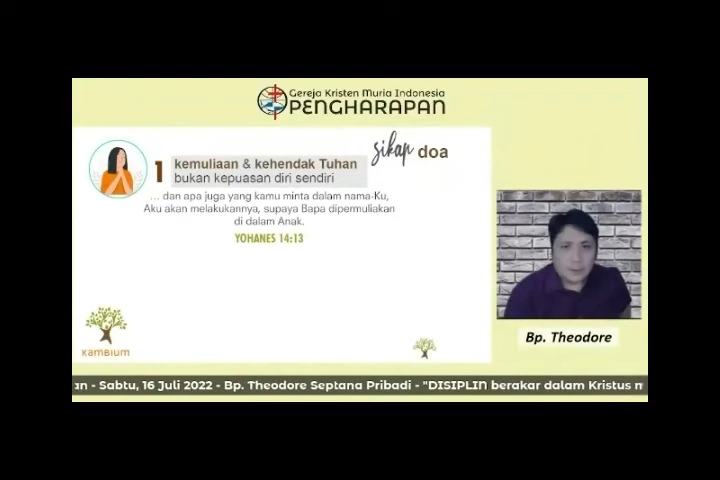 Gereja Kristen Muria Indonesia
PENGHARAPAN
sikap doa
1 kemuliaan & kehendak Tuhan
bukan kepuasan diri sendiri
... dan apa juga yang kamu minta dalam nama-Ku,
Aku akan melakukannya, supaya Bapa dipermuliakan
di dalam Anak.
YOHANES 14:13
KAMBIUM
Bp. Theodore
an - Sabtu, 16 Juli 2022 - Bp. Theodore Septana Pribadi - "DISIPLIN berakar dalam Kristus m